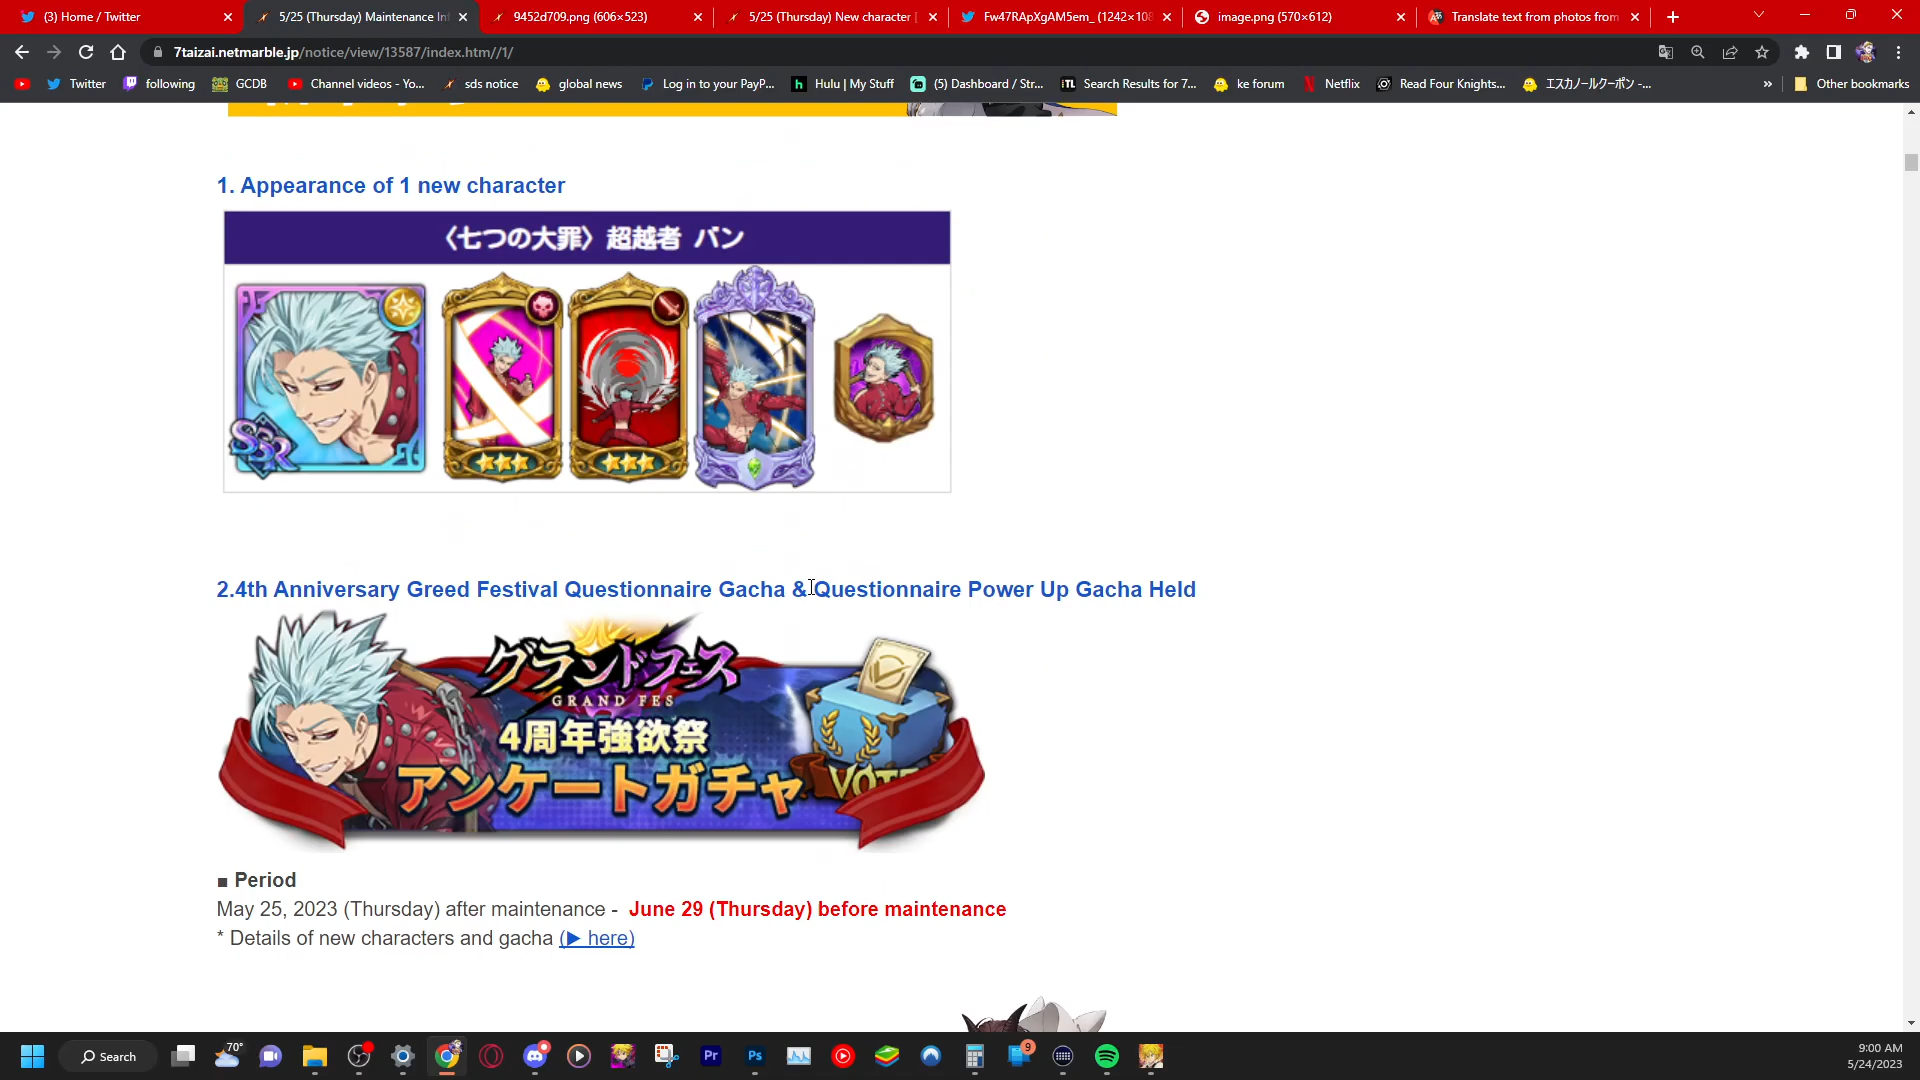 (3) Home / Twitter
5/25 (Thursday) Maintenance In
9452d709.png (606×523)
5/25 (Thursday) New character [
Fw47RApXgAM5em_ (1242×108
image.png (570×612)
Translate text from photos from
7taizai.netmarble.jp/notice/view/13587/index.htm//1/
Twitter
following
GCDB
Channel videos - Yo...
sds notice
global news
Log in to your PayP...
Hulu | My Stuff
(5) Dashboard / Str...
Search Results for 7...
ke forum
Netflix
Read Four Knights...
エスカノールクーポン -...
»
Other bookmarks
1. Appearance of 1 new character
〈七つの大罪〉超越者 バン
SSR
2.4th Anniversary Greed Festival Questionnaire Gacha & Questionnaire Power Up Gacha Held
グランドフェス
GRAND FES
4周年強欲祭
アンケートガチャ
VOTE
■ Period
May 25, 2023 (Thursday) after maintenance - June 29 (Thursday) before maintenance
* Details of new characters and gacha (▶ here)
70°
Search
Pr
Ps
9
9:00 AM
5/24/2023